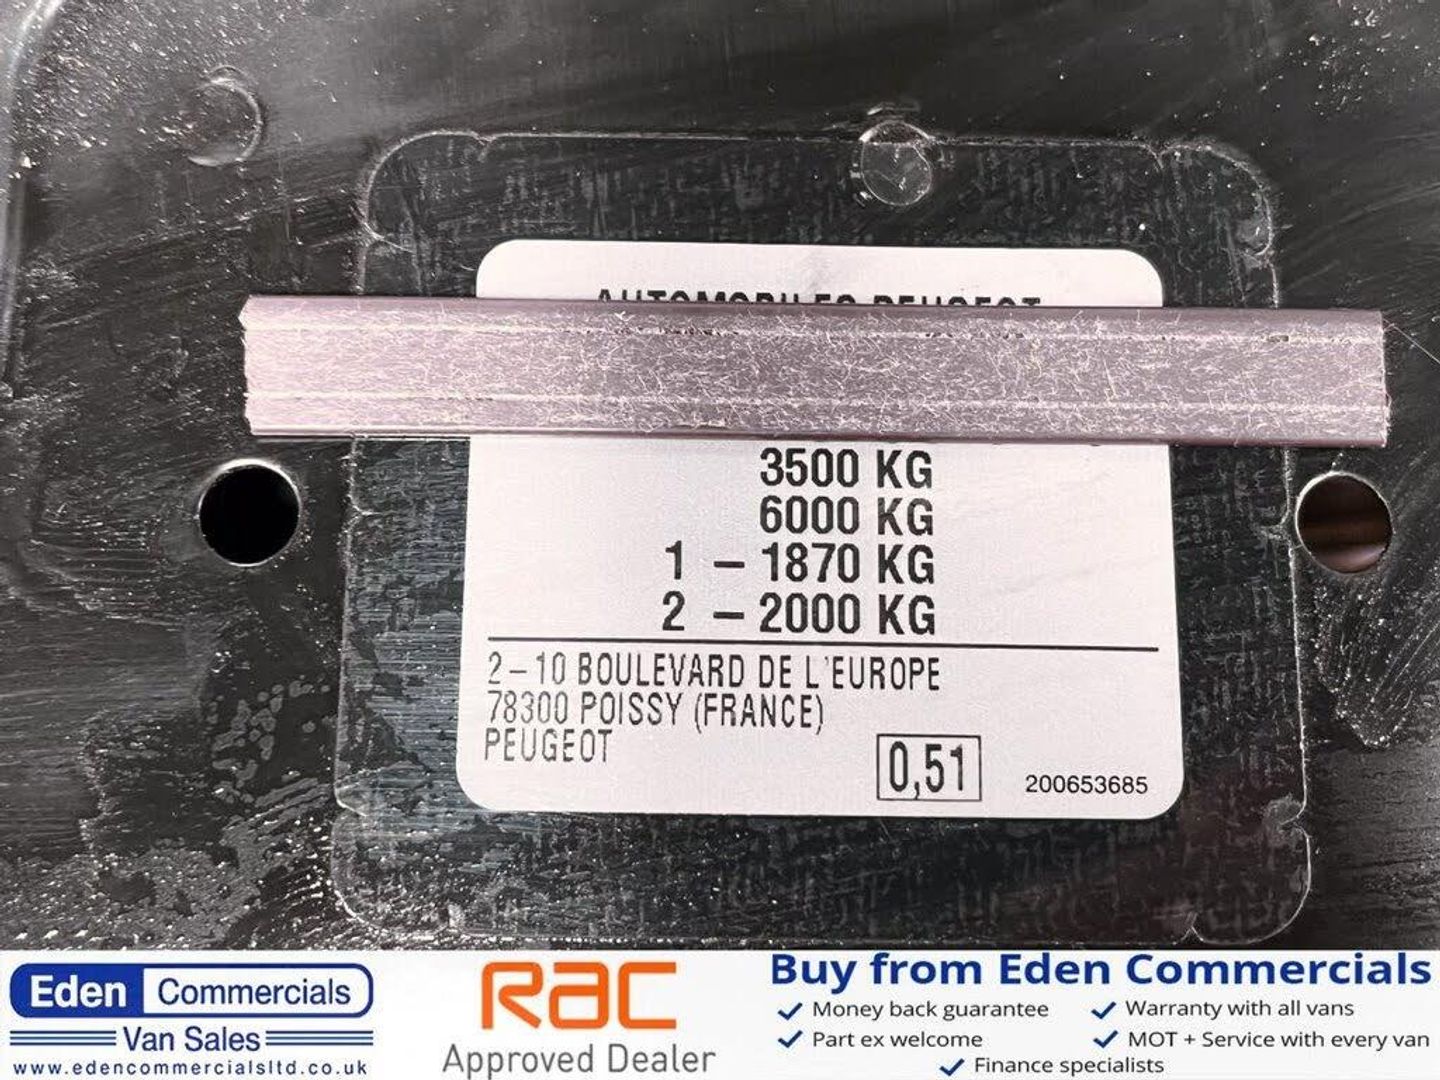 AUTOMOBILES PEUGEOT
3500 KG
6000 KG
1 – 1870 KG
2 – 2000 KG
2–10 BOULEVARD DE L'EUROPE
78300 POISSY (FRANCE)
PEUGEOT
0,51
200653685
Eden Commercials
Van Sales
www.edencommercialsltd.co.uk
RAC
Approved Dealer
Buy from Eden Commercials
Money back guarantee
Warranty with all vans
Part ex welcome
MOT + Service with every van
Finance specialists